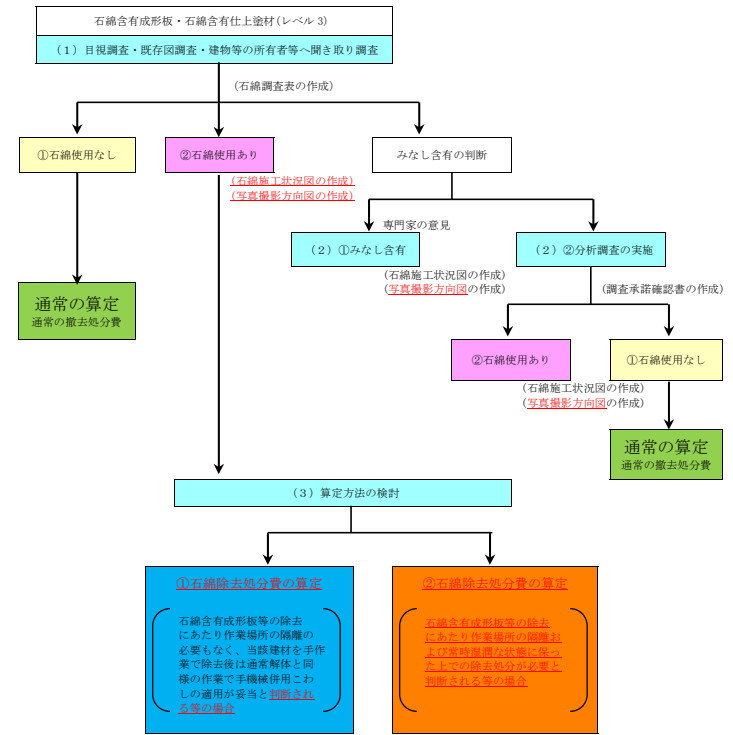 石綿含有成形板・石綿含有仕上塗材(レベル3)
（1）目視調査・既存図調査・建物等の所有者等へ聞き取り調査
(石綿調査表の作成)
①石綿使用なし
②石綿使用あり
みなし含有の判断
(石綿施工状況図の作成)
(写真撮影方向図の作成)
専門家の意見
（2）①みなし含有
（2）②分析調査の実施
(石綿施工状況図の作成)
(写真撮影方向図の作成)
(調査承諾確認書の作成)
通常の算定
通常の撤去処分費
②石綿使用あり
①石綿使用なし
(石綿施工状況図の作成)
(写真撮影方向図の作成)
通常の算定
通常の撤去処分費
（3）算定方法の検討
①石綿除去処分費の算定
石綿含有成形板等の除去
にあたり作業場所の隔離の
必要もなく、当該建材を手作
業で除去後は通常解体と同
様の作業で手機械併用こわ
しの適用が妥当と判断され
る等の場合
②石綿除去処分費の算定
石綿含有成形板等の除去
にあたり作業場所の隔離お
よび常時湿潤な状態に保っ
た上での除去処分が必要と
判断される等の場合